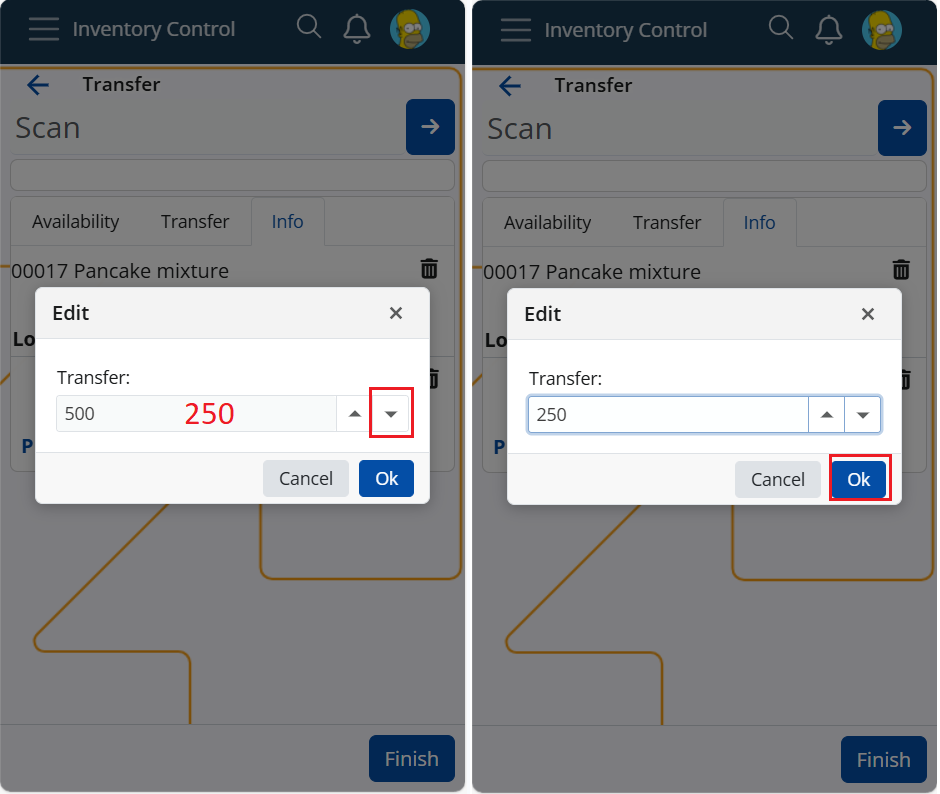 Inventory Control
Transfer
Scan
Availability Transfer Info
00017 Pancake mixture
Edit
Lo
Transfer:
500 250
P
Cancel Ok
Finish
Inventory Control
Transfer
Scan
Availability Transfer Info
00017 Pancake mixture
Edit
Lo
Transfer:
250
P
Cancel Ok
Finish